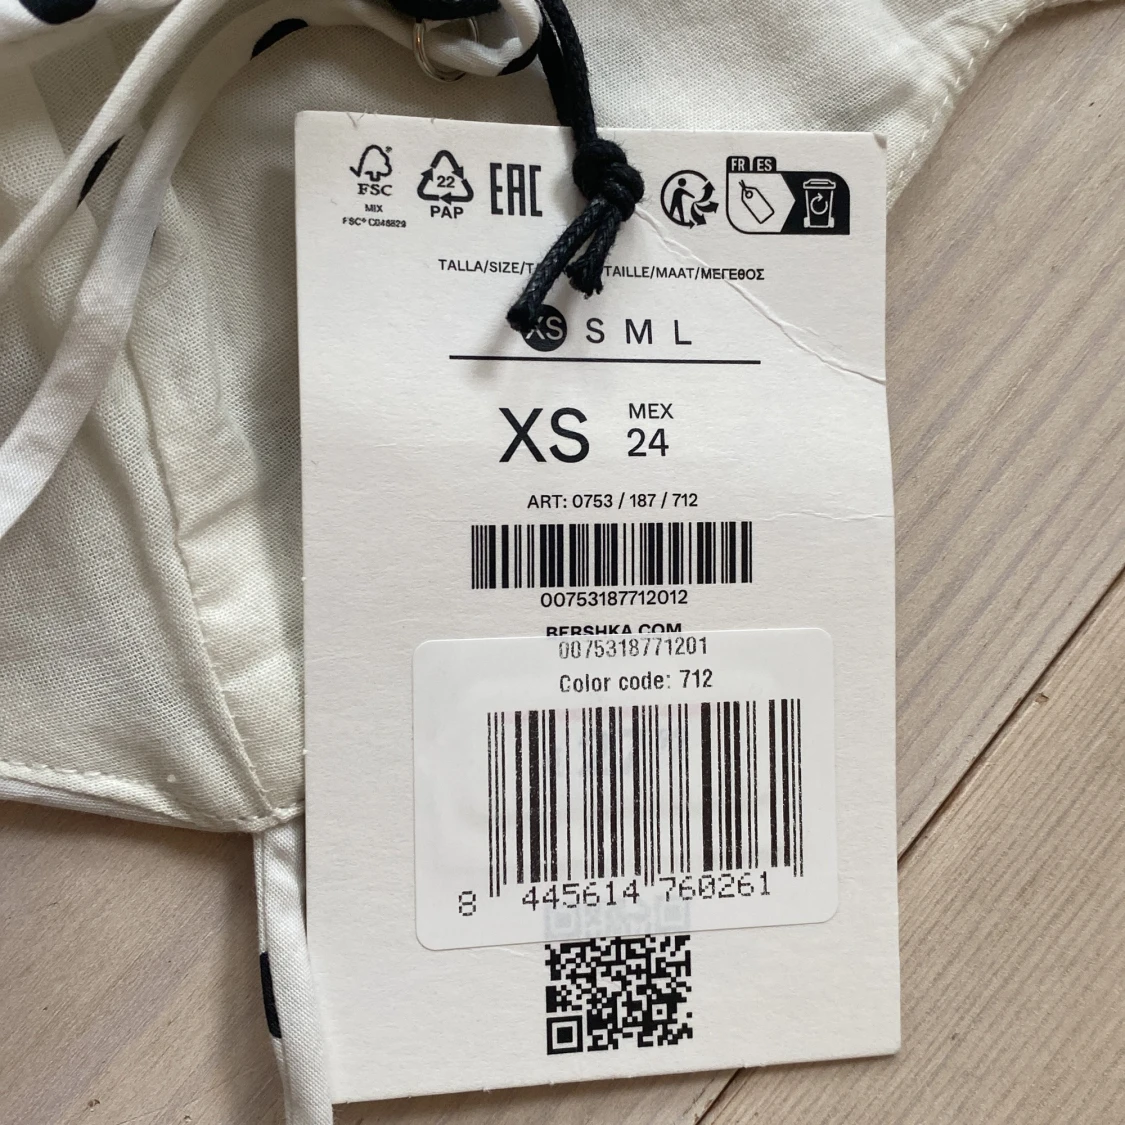 FSC
MIX
FSC® C046829
22
PAP
EAC
FR ES
TALLA/SIZE/ TAILLE/MAAT/ΜΕΓΕΘΟΣ
XS S M L
XS
MEX
24
ART: 0753 / 187 / 712
00753187712012
BERSHKA.COM
0075318771201
Color code: 712
8 445614 760261